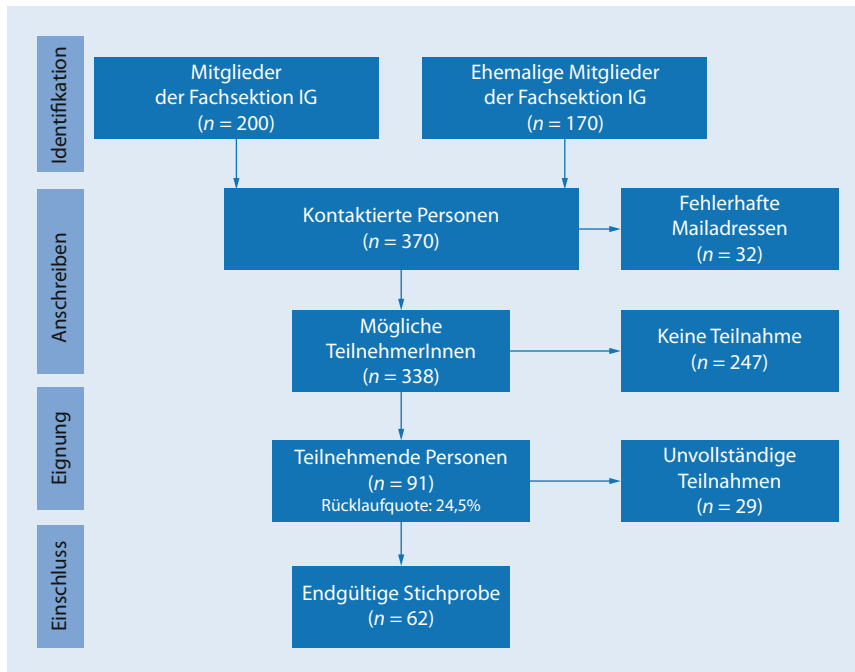 Identifikation
Mitglieder
der Fachsektion IG
(n = 200)
Ehemalige Mitglieder
der Fachsektion IG
(n = 170)
Anschreiben
Kontaktierte Personen
(n = 370)
Fehlerhafte
Mailadressen
(n = 32)
Mögliche
TeilnehmerInnen
(n = 338)
Keine Teilnahme
(n = 247)
Eignung
Teilnehmende Personen
(n = 91)
Rücklaufquote: 24,5%
Unvollständige
Teilnahmen
(n = 29)
Einschluss
Endgültige Stichprobe
(n = 62)